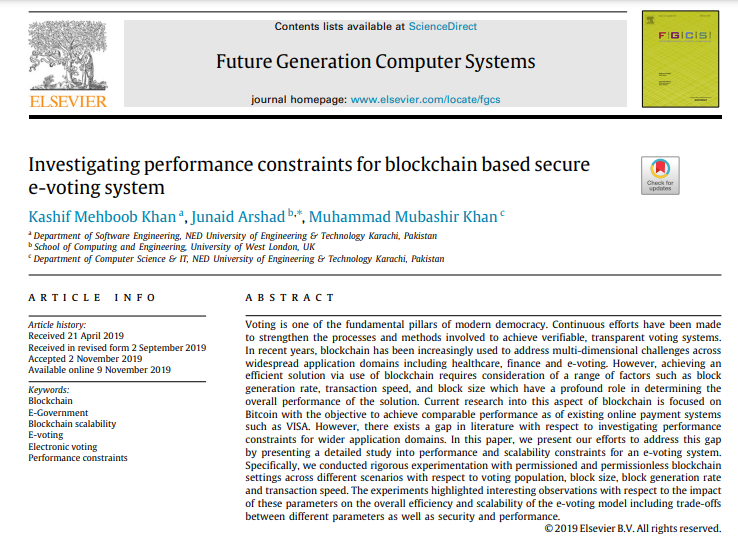 Contents lists available at ScienceDirect
Future Generation Computer Systems
journal homepage: www.elsevier.com/locate/fgcs
ELSEVIER
FGCS
Investigating performance constraints for blockchain based secure
e-voting system
Check for
updates
Kashif Mehboob Khan a, Junaid Arshad b,*, Muhammad Mubashir Khan c
a Department of Software Engineering, NED University of Engineering & Technology Karachi, Pakistan
b School of Computing and Engineering, University of West London, UK
c Department of Computer Science & IT, NED University of Engineering & Technology Karachi, Pakistan
ARTICLE INFO
Article history:
Received 21 April 2019
Received in revised form 2 September 2019
Accepted 2 November 2019
Available online 9 November 2019
Keywords:
Blockchain
E-Government
Blockchain scalability
E-voting
Electronic voting
Performance constraints
ABSTRACT
Voting is one of the fundamental pillars of modern democracy. Continuous efforts have been made
to strengthen the processes and methods involved to achieve verifiable, transparent voting systems.
In recent years, blockchain has been increasingly used to address multi-dimensional challenges across
widespread application domains including healthcare, finance and e-voting. However, achieving an
efficient solution via use of blockchain requires consideration of a range of factors such as block
generation rate, transaction speed, and block size which have a profound role in determining the
overall performance of the solution. Current research into this aspect of blockchain is focused on
Bitcoin with the objective to achieve comparable performance as of existing online payment systems
such as VISA. However, there exists a gap in literature with respect to investigating performance
constraints for wider application domains. In this paper, we present our efforts to address this gap
by presenting a detailed study into performance and scalability constraints for an e-voting system.
Specifically, we conducted rigorous experimentation with permissioned and permissionless blockchain
settings across different scenarios with respect to voting population, block size, block generation rate
and transaction speed. The experiments highlighted interesting observations with respect to the impact
of these parameters on the overall efficiency and scalability of the e-voting model including trade-offs
between different parameters as well as security and performance.
© 2019 Elsevier B.V. All rights reserved.